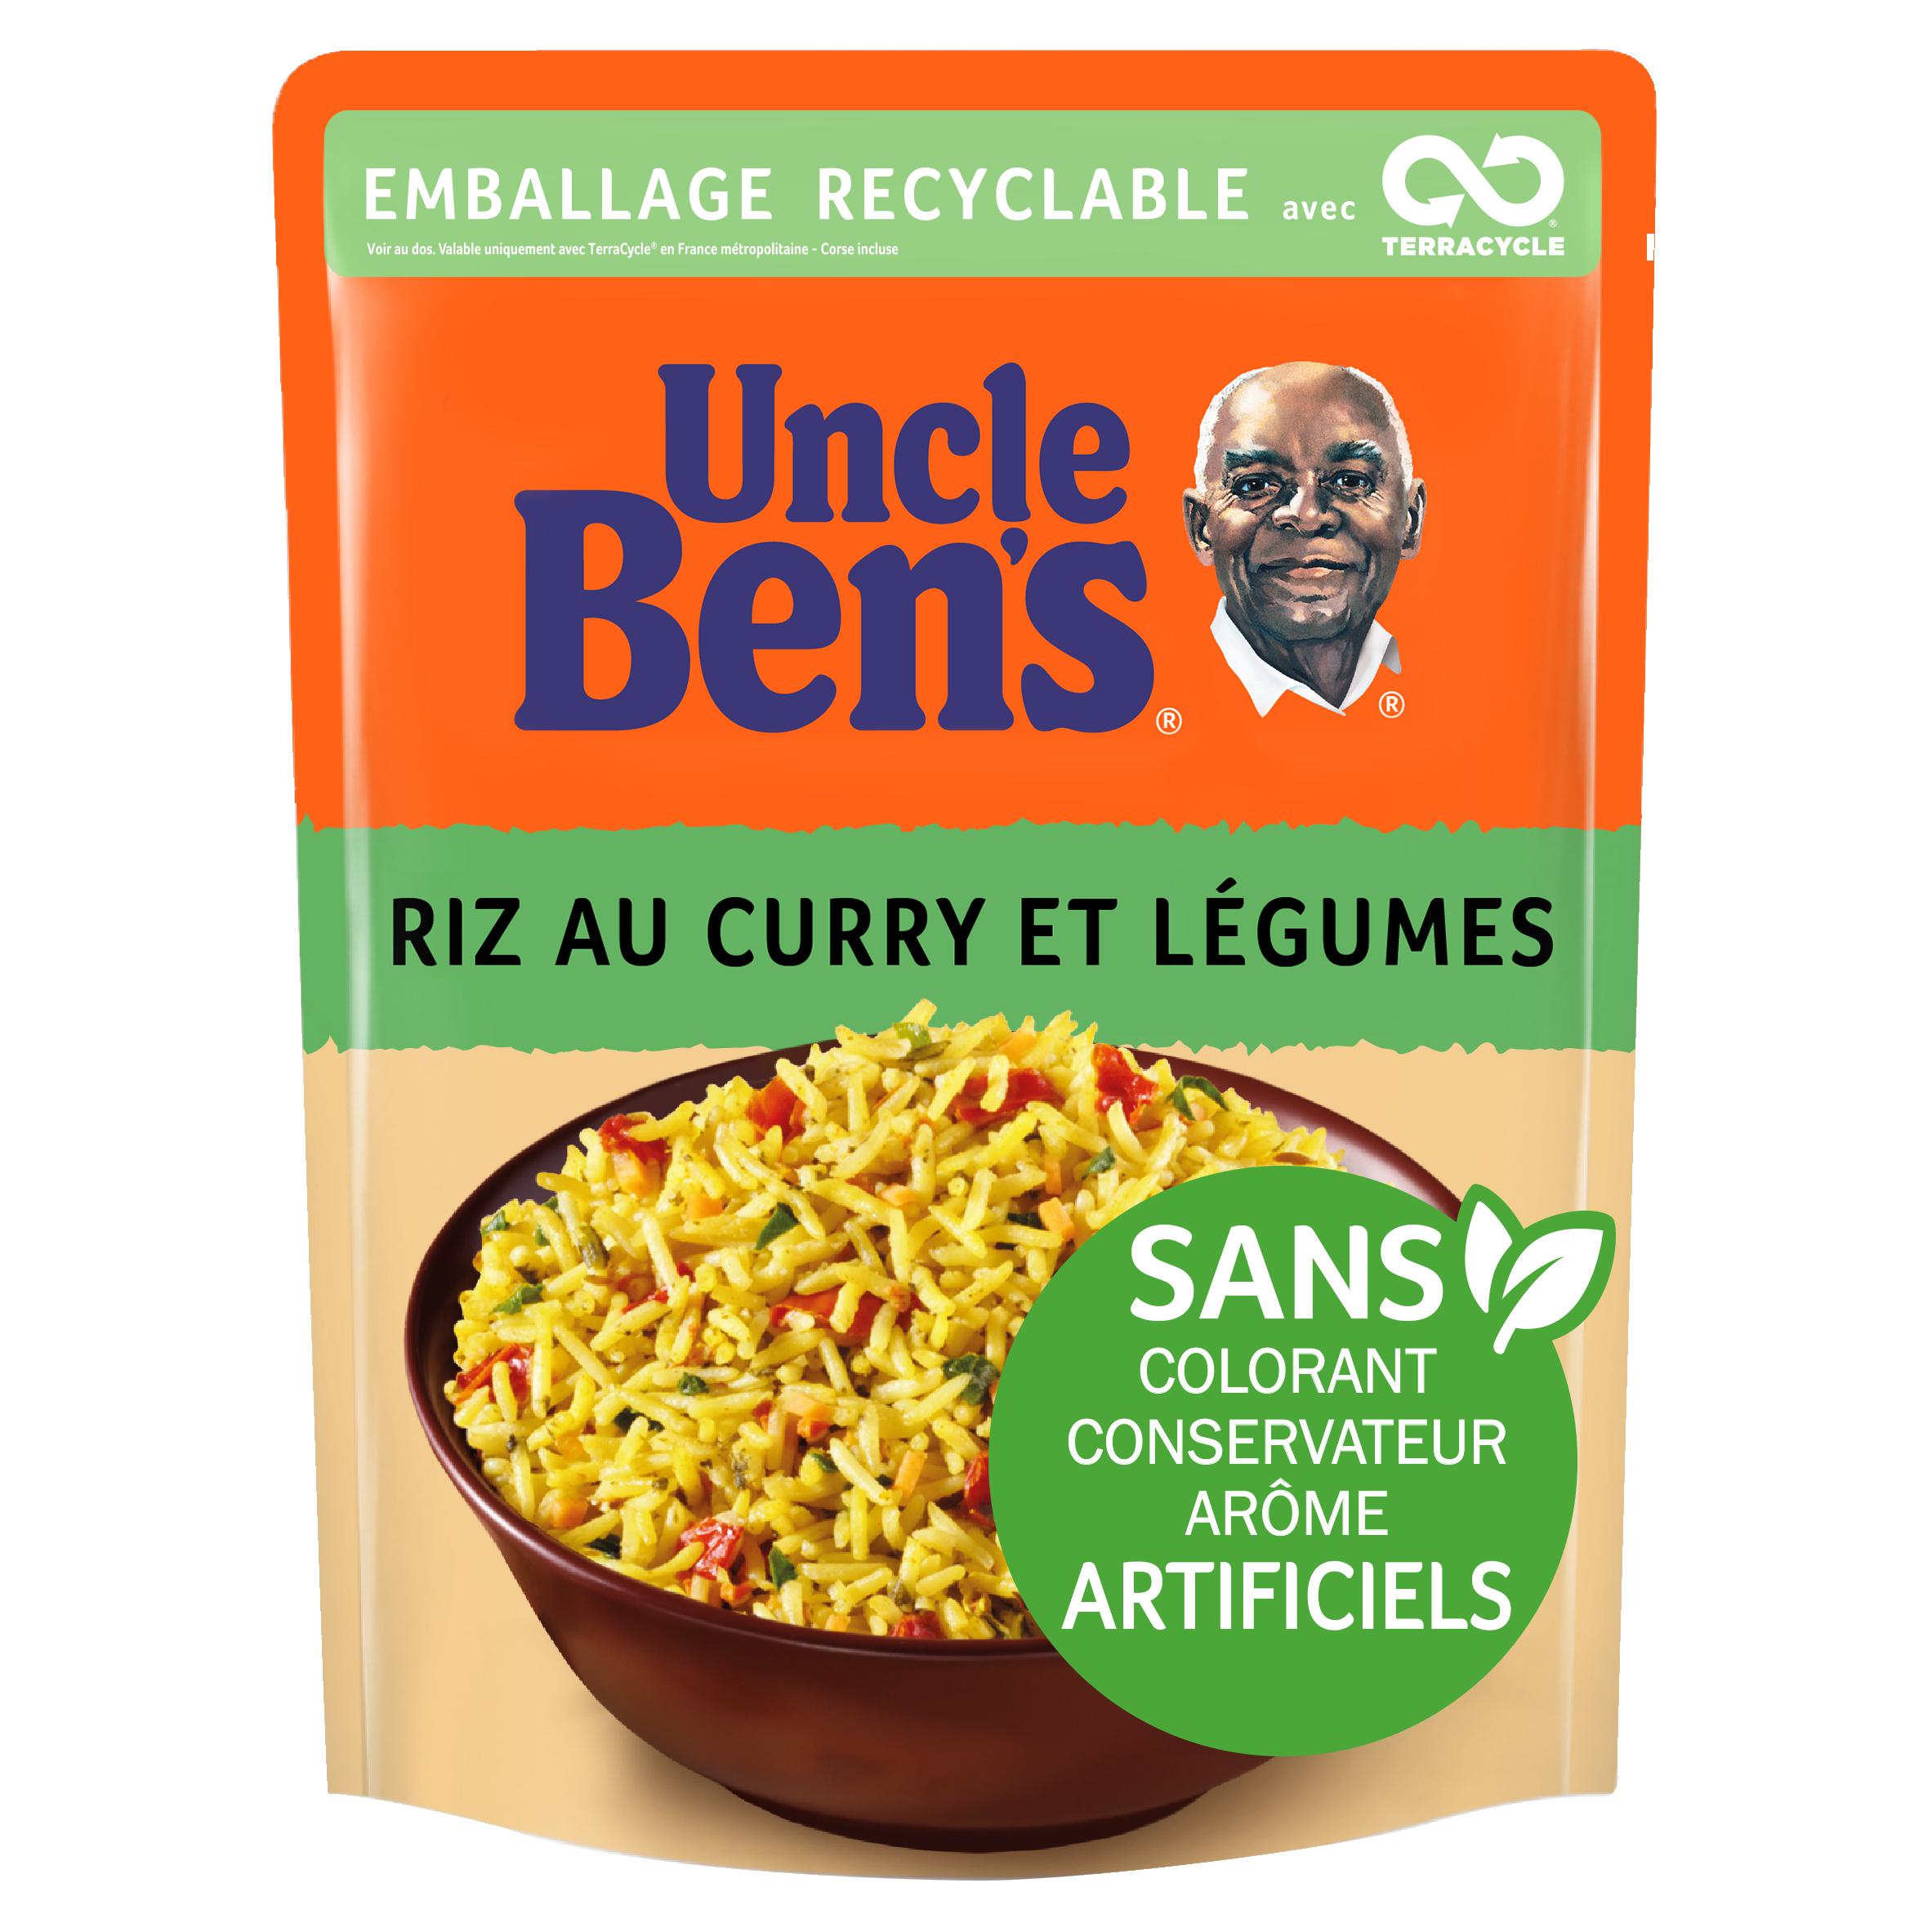 EMBALLAGE RECYCLABLE avec
TERRACYCLE
Voir au dos. Valable uniquement avec TerraCycle® en France métropolitaine - Corse incluse
Uncle
Ben's®
®
RIZ AU CURRY ET LÉGUMES
SANS
COLORANT
CONSERVATEUR
ARÔME
ARTIFICIELS